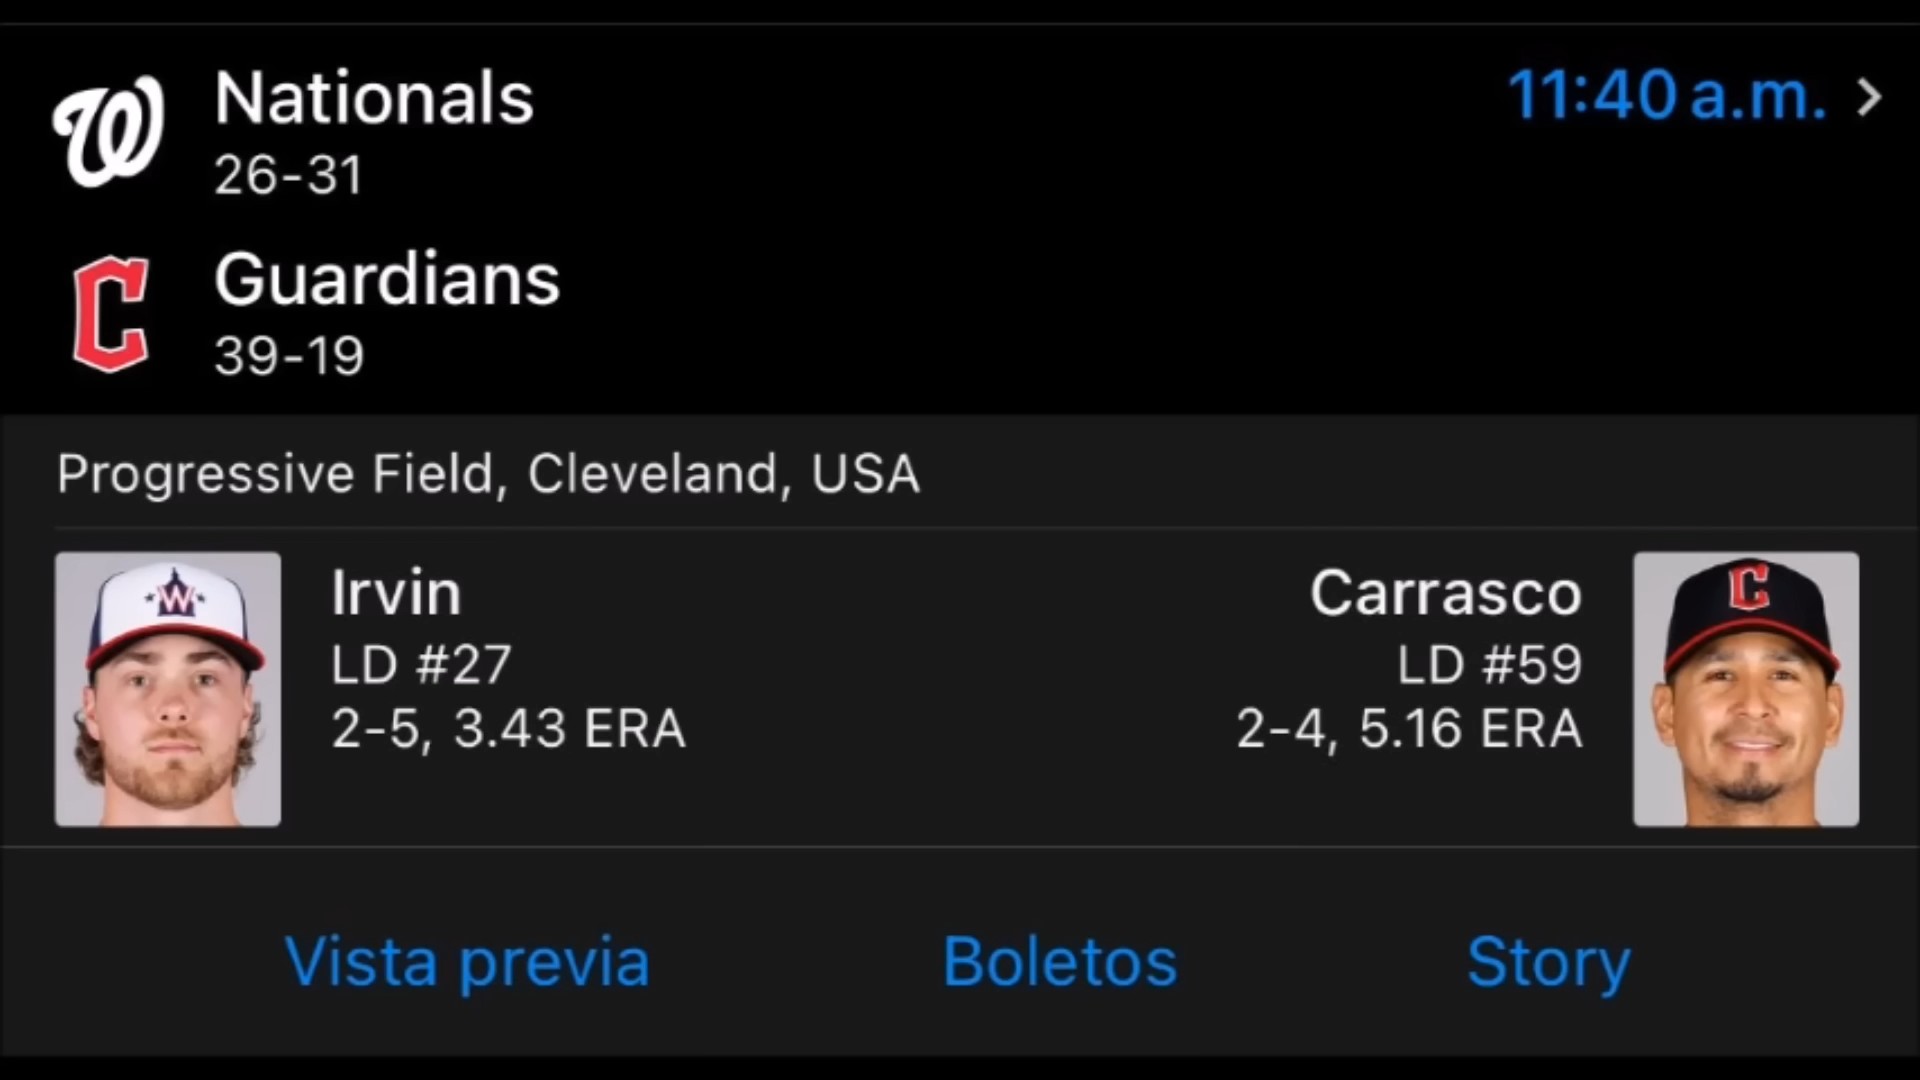 Nationals
11:40 a.m.
26-31
Guardians
39-19
Progressive Field, Cleveland, USA
Irvin
LD #27
2-5, 3.43 ERA
Carrasco
LD #59
2-4, 5.16 ERA
Vista previa
Boletos
Story